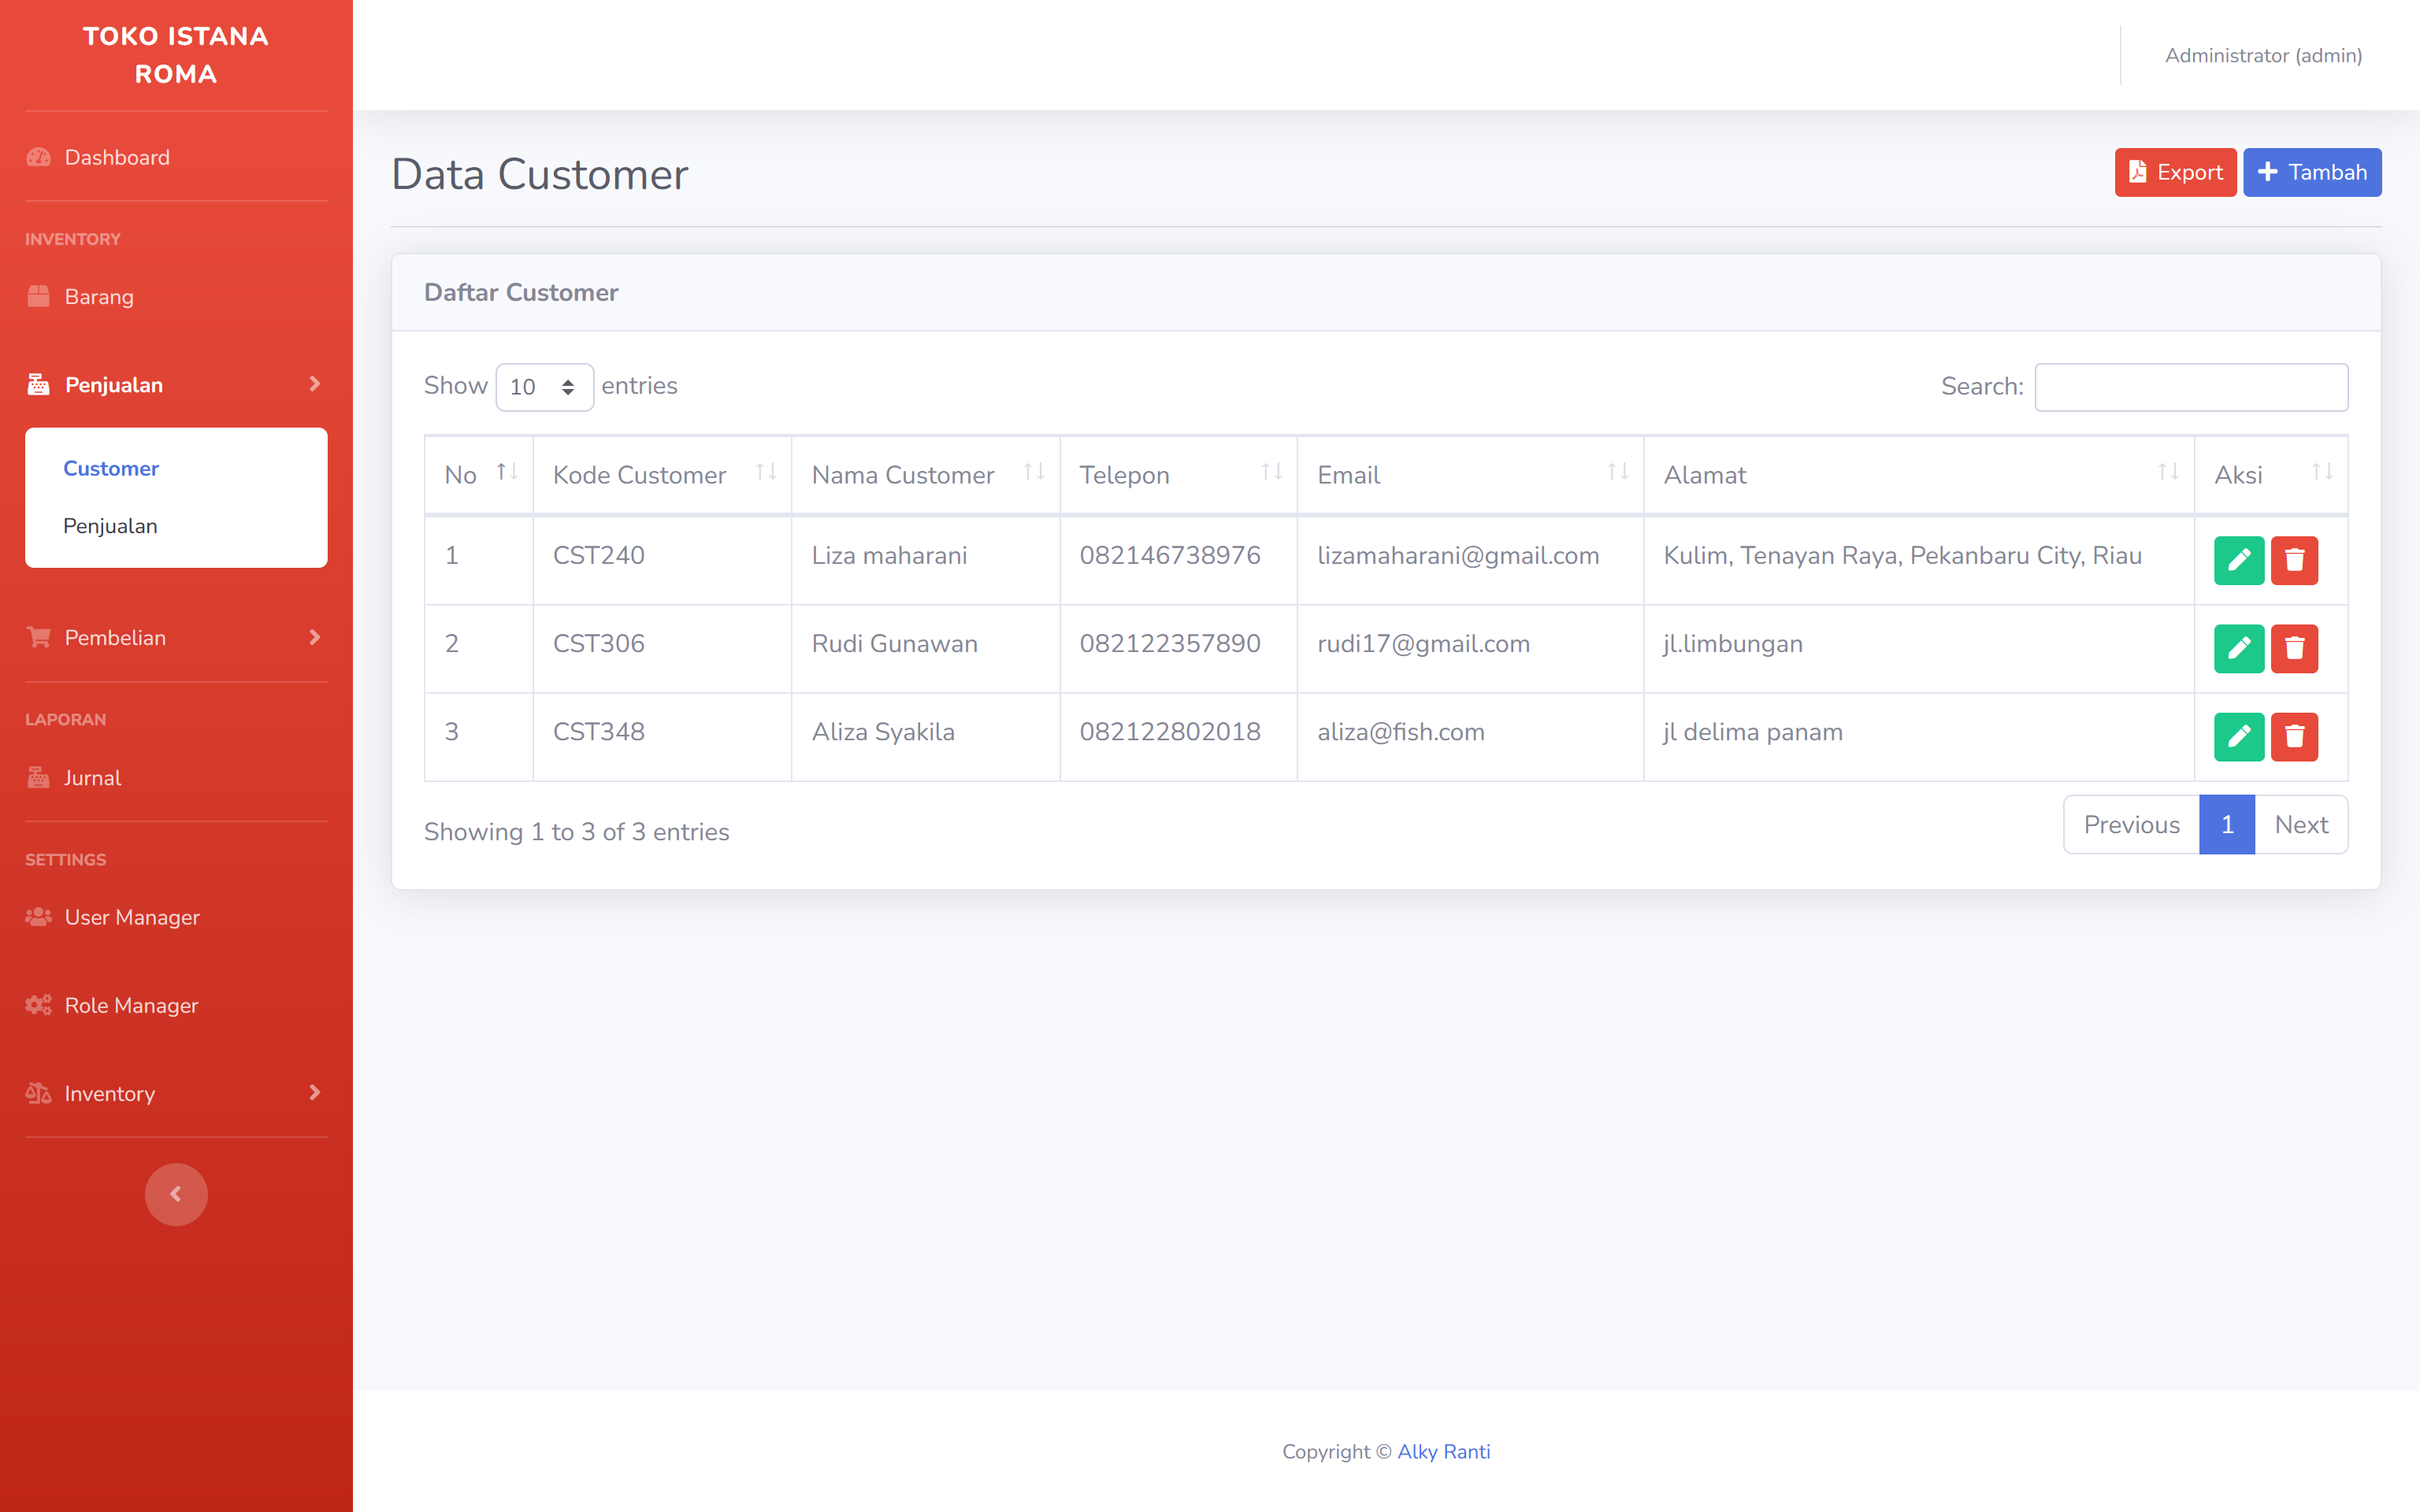 TOKO ISTANA
ROMA
Dashboard
INVENTORY
Barang
Penjualan
Customer
Penjualan
Pembelian
LAPORAN
Jurnal
SETTINGS
User Manager
Role Manager
Inventory
Administrator (admin)
Data Customer
Export
Tambah
Daftar Customer
Show 10 entries
Search:
No Kode Customer Nama Customer Telepon Email Alamat Aksi
1 CST240 Liza maharani 082146738976 lizamaharani@gmail.com Kulim, Tenayan Raya, Pekanbaru City, Riau
2 CST306 Rudi Gunawan 082122357890 rudi17@gmail.com jl.limbungan
3 CST348 Aliza Syakila 082122802018 aliza@fish.com jl delima panam
Showing 1 to 3 of 3 entries
Previous 1 Next
Copyright © Alky Ranti